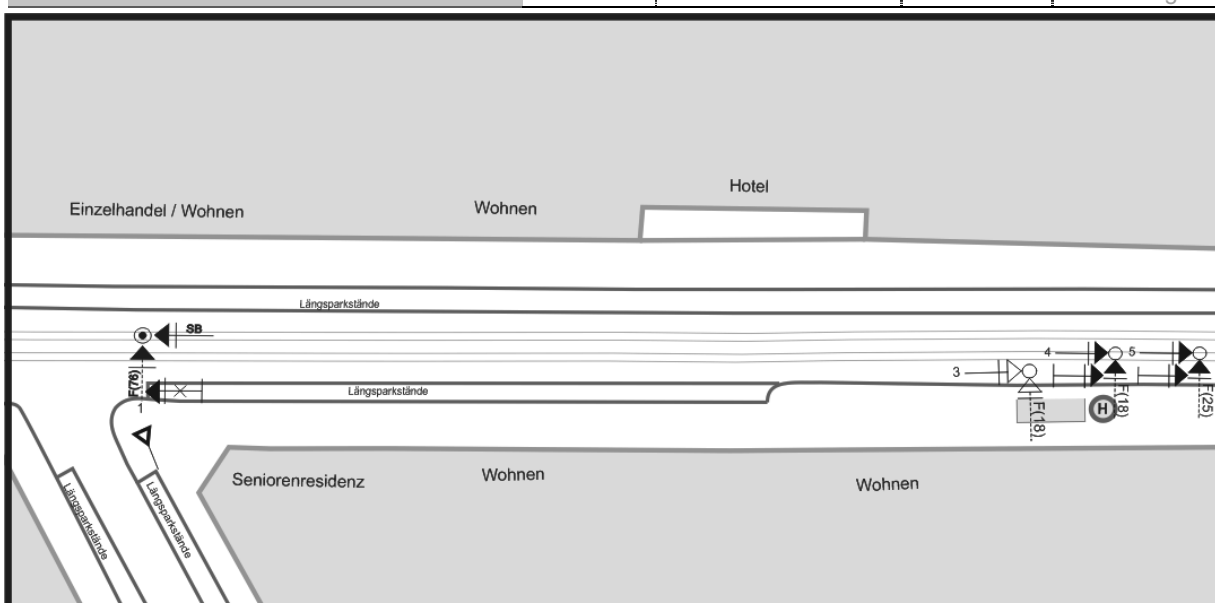 Hotel
Einzelhandel / Wohnen
Wohnen
Längsparkstände
SB
F(76)
1
Längsparkstände
3
4
5
F(18)
H
F(18)
F(25)
Seniorenresidenz
Wohnen
Wohnen
Längsparkstände
Längsparkstände